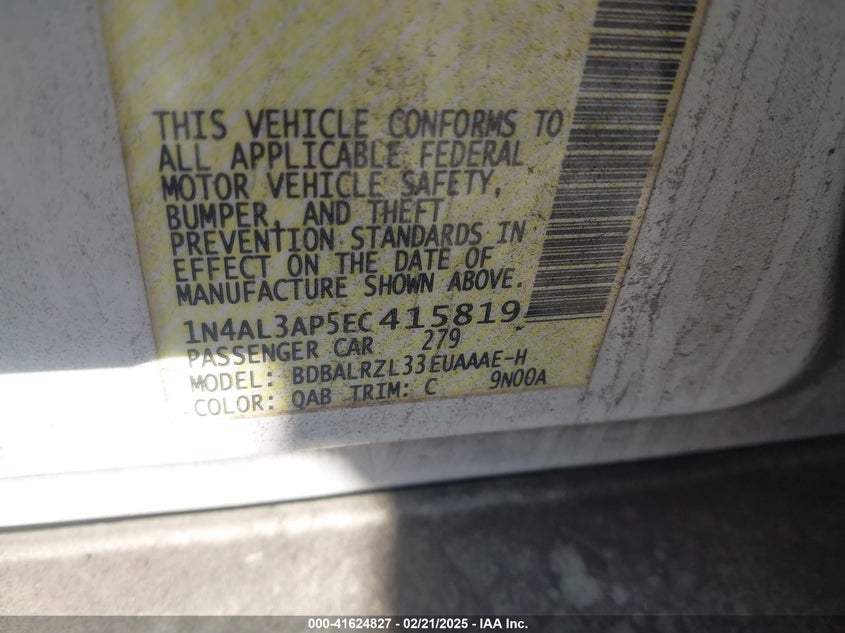 THIS VEHICLE CONFORMS TO
ALL APPLICABLE FEDERAL
MOTOR VEHICLE SAFETY,
BUMPER, AND THEFT
PREVENTION STANDARDS IN
EFFECT ON THE DATE OF
MANUFACTURE SHOWN ABOVE.
1N4AL3AP5EC415819
PASSENGER CAR 279
MODEL: BDBALRZL33EUAAAE-H
COLOR: QAB TRIM: C 9N00A
000-41624827 - 02/21/2025 - IAA Inc.